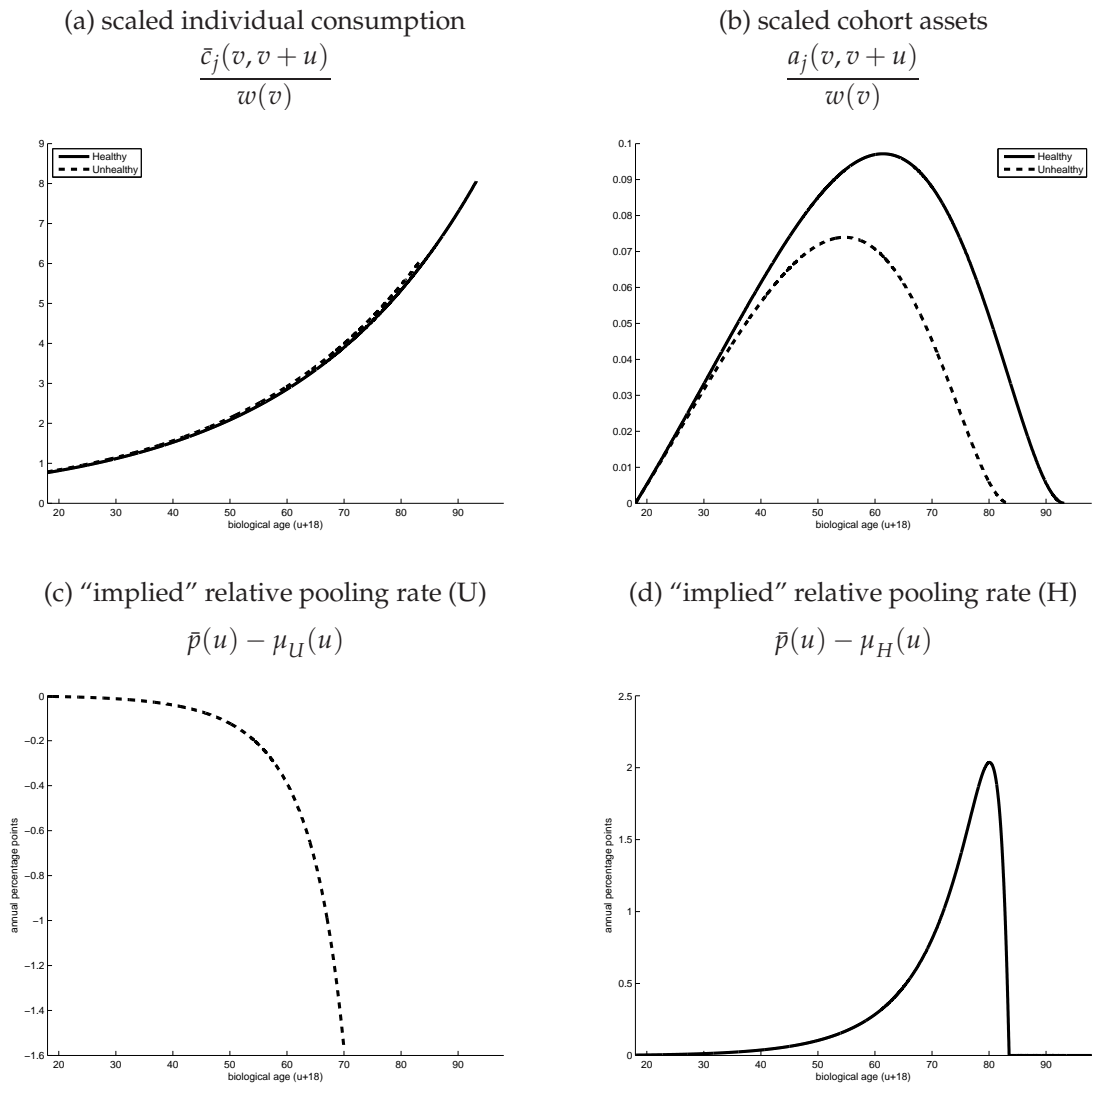 (a) scaled individual consumption
c̄_j(v, v + u)
w(v)
9
8
7
6
5
4
3
2
1
0
Healthy
Unhealthy
20 30 40 50 60 70 80 90
biological age (u+18)
(b) scaled cohort assets
a_j(v, v + u)
w(v)
0.1
0.09
0.08
0.07
0.06
0.05
0.04
0.03
0.02
0.01
0
Healthy
Unhealthy
20 30 40 50 60 70 80 90
biological age (u+18)
(c) “implied” relative pooling rate (U)
p̄(u) − μ_U(u)
0
−0.2
−0.4
−0.6
−0.8
−1
−1.2
−1.4
−1.6
annual percentage points
20 30 40 50 60 70 80 90
biological age (u+18)
(d) “implied” relative pooling rate (H)
p̄(u) − μ_H(u)
2.5
2
1.5
1
0.5
0
annual percentage points
20 30 40 50 60 70 80 90
biological age (u+18)